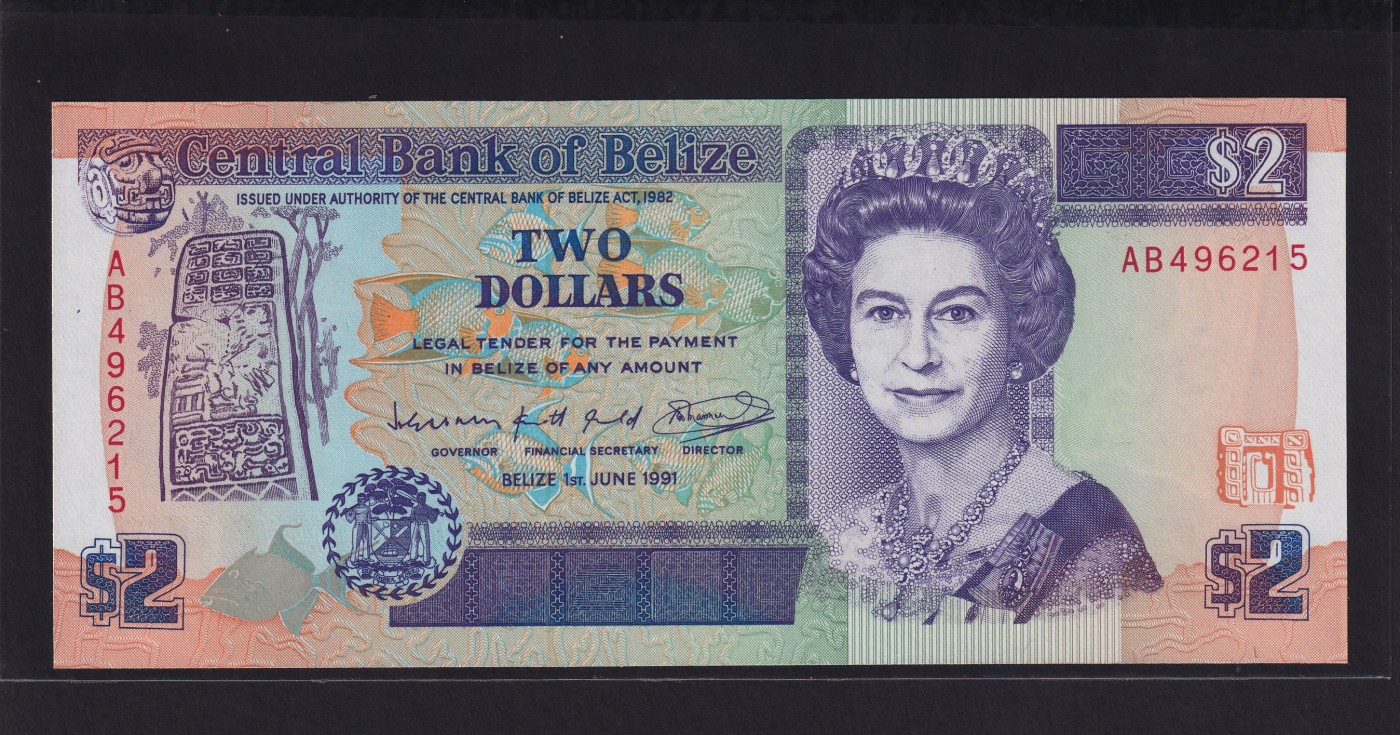 Central Bank of Belize
$2
ISSUED UNDER AUTHORITY OF THE CENTRAL BANK OF BELIZE ACT, 1982
TWO
DOLLARS
AB496215
AB496215
LEGAL TENDER FOR THE PAYMENT
IN BELIZE OF ANY AMOUNT
GOVERNOR FINANCIAL SECRETARY DIRECTOR
BELIZE 1ST. JUNE 1991
$2
$2